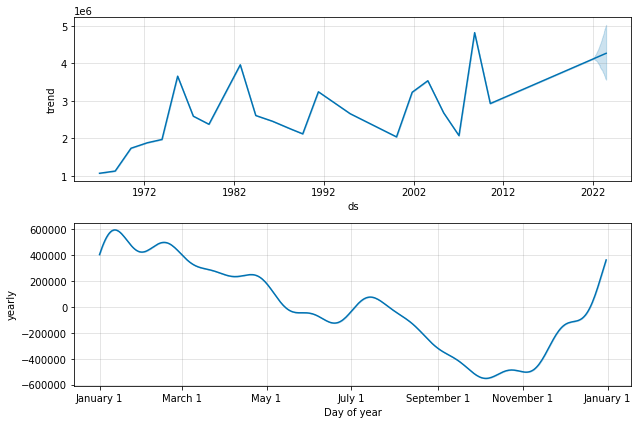 1e6
5
4
3
2
1
trend
1972 1982 1992 2002 2012 2022
ds
600000
400000
200000
0
−200000
−400000
−600000
yearly
January 1 March 1 May 1 July 1 September 1 November 1 January 1
Day of year